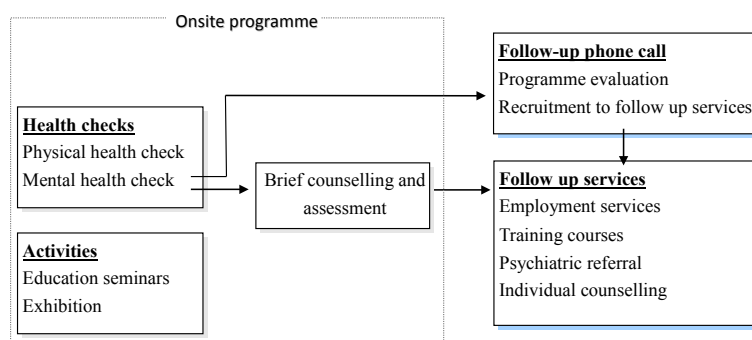 Onsite programme
Health checks
Physical health check
Mental health check
Activities
Education seminars
Exhibition
Brief counselling and
assessment
Follow-up phone call
Programme evaluation
Recruitment to follow up services
Follow up services
Employment services
Training courses
Psychiatric referral
Individual counselling